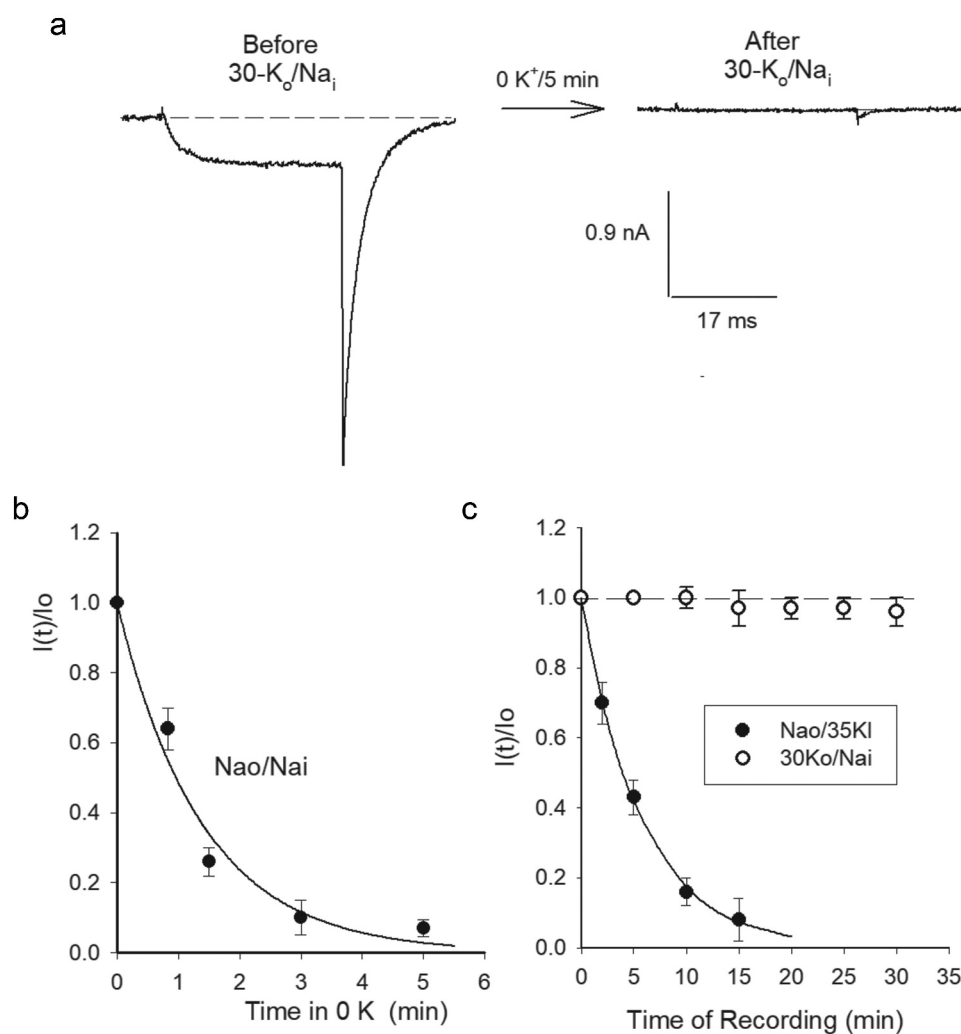 a
Before
30-Ko/Nai
0 K+/5 min
After
30-Ko/Nai
0.9 nA
17 ms
b
1.2
1.0
0.8
0.6
0.4
0.2
0.0
I(t)/Io
Nao/Nai
0 1 2 3 4 5 6
Time in 0 K (min)
c
1.2
1.0
0.8
0.6
0.4
0.2
0.0
I(t)/Io
Nao/35KI
30Ko/Nai
0 5 10 15 20 25 30 35
Time of Recording (min)